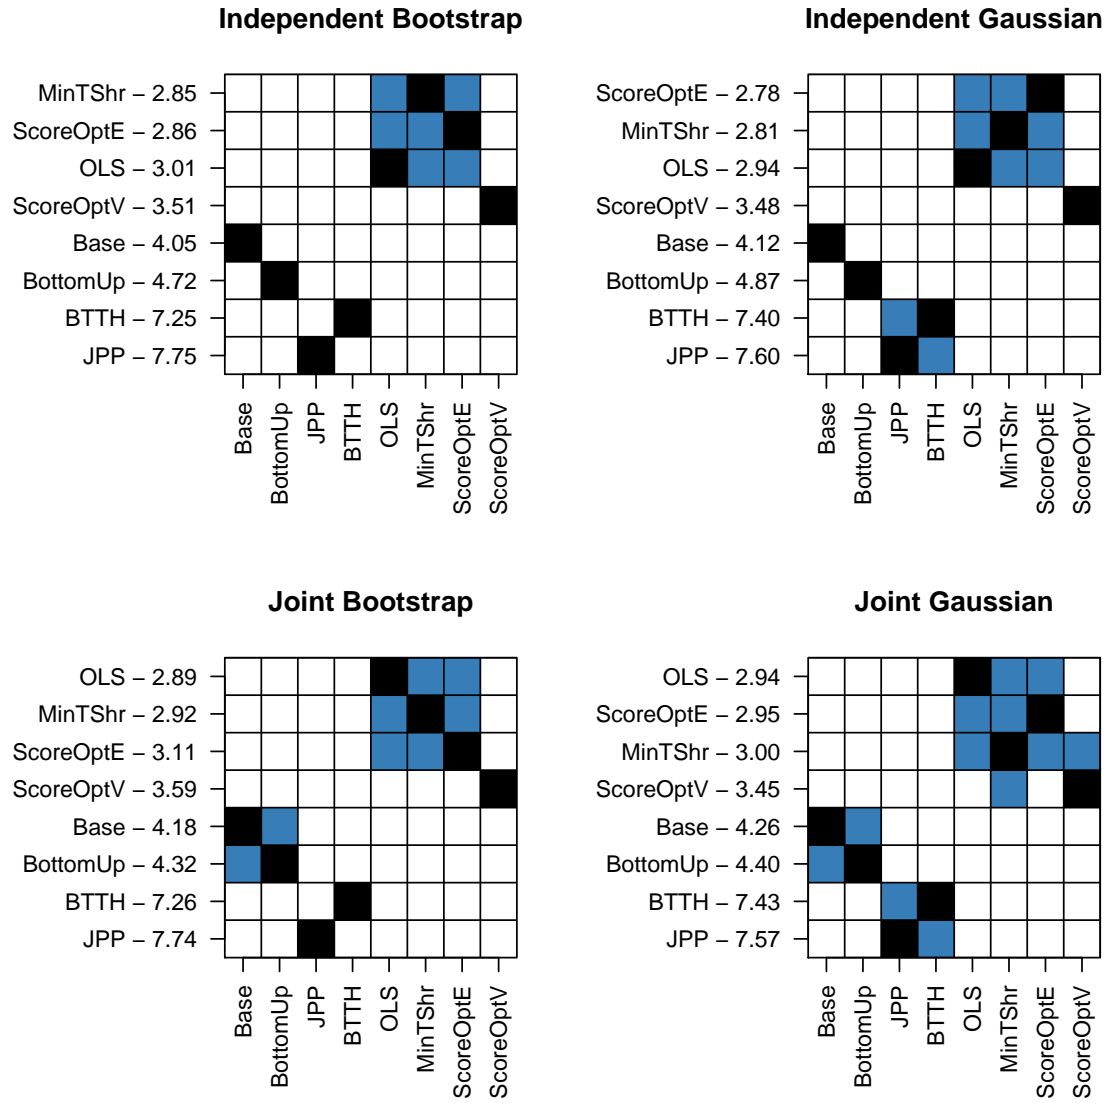 Independent Bootstrap
MinTShr − 2.85
ScoreOptE − 2.86
OLS − 3.01
ScoreOptV − 3.51
Base − 4.05
BottomUp − 4.72
BTTH − 7.25
JPP − 7.75
Base
BottomUp
JPP
BTTH
OLS
MinTShr
ScoreOptE
ScoreOptV
Independent Gaussian
ScoreOptE − 2.78
MinTShr − 2.81
OLS − 2.94
ScoreOptV − 3.48
Base − 4.12
BottomUp − 4.87
BTTH − 7.40
JPP − 7.60
Base
BottomUp
JPP
BTTH
OLS
MinTShr
ScoreOptE
ScoreOptV
Joint Bootstrap
OLS − 2.89
MinTShr − 2.92
ScoreOptE − 3.11
ScoreOptV − 3.59
Base − 4.18
BottomUp − 4.32
BTTH − 7.26
JPP − 7.74
Base
BottomUp
JPP
BTTH
OLS
MinTShr
ScoreOptE
ScoreOptV
Joint Gaussian
OLS − 2.94
ScoreOptE − 2.95
MinTShr − 3.00
ScoreOptV − 3.45
Base − 4.26
BottomUp − 4.40
BTTH − 7.43
JPP − 7.57
Base
BottomUp
JPP
BTTH
OLS
MinTShr
ScoreOptE
ScoreOptV